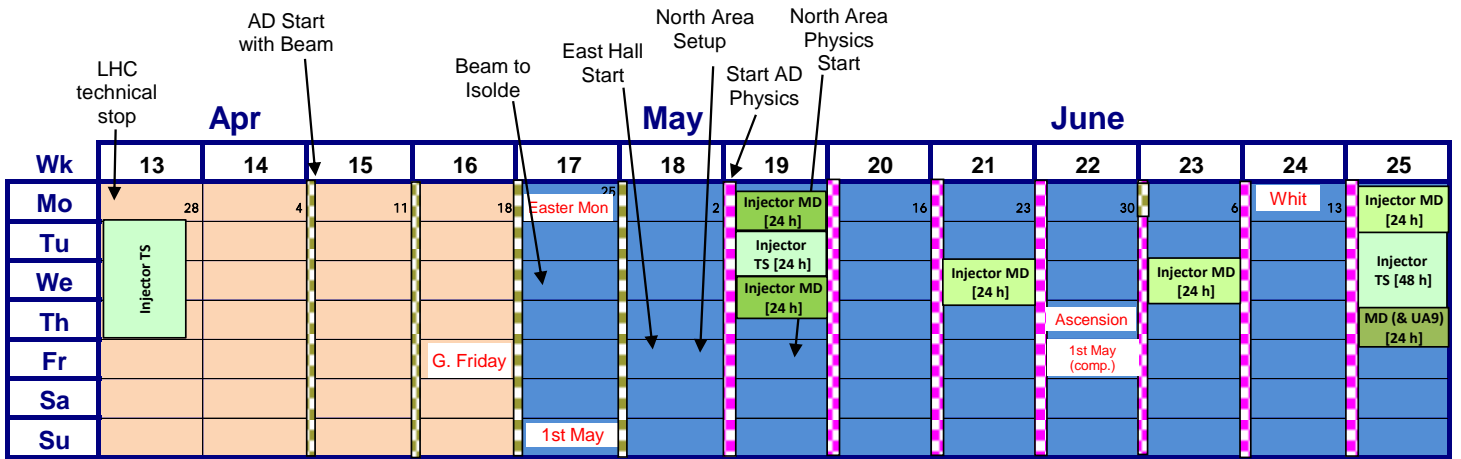 AD Start
with Beam
North Area
Setup
North Area
Physics
Start
LHC
technical
stop
Beam to
Isolde
East Hall
Start
Start AD
Physics
Apr
May
June
Wk 13 14 15 16 17 18 19 20 21 22 23 24 25
Mo 28 4 11 18 Easter Mon 25 2 Injector MD [24 h] 16 23 30 6 Whit 13 Injector MD [24 h]
Tu Injector TS Injector TS [24 h] Injector TS [48 h]
We Injector MD [24 h] Injector MD [24 h] Injector MD [24 h]
Th Ascension MD (& UA9) [24 h]
Fr G. Friday 1st May (comp.)
Sa
Su 1st May